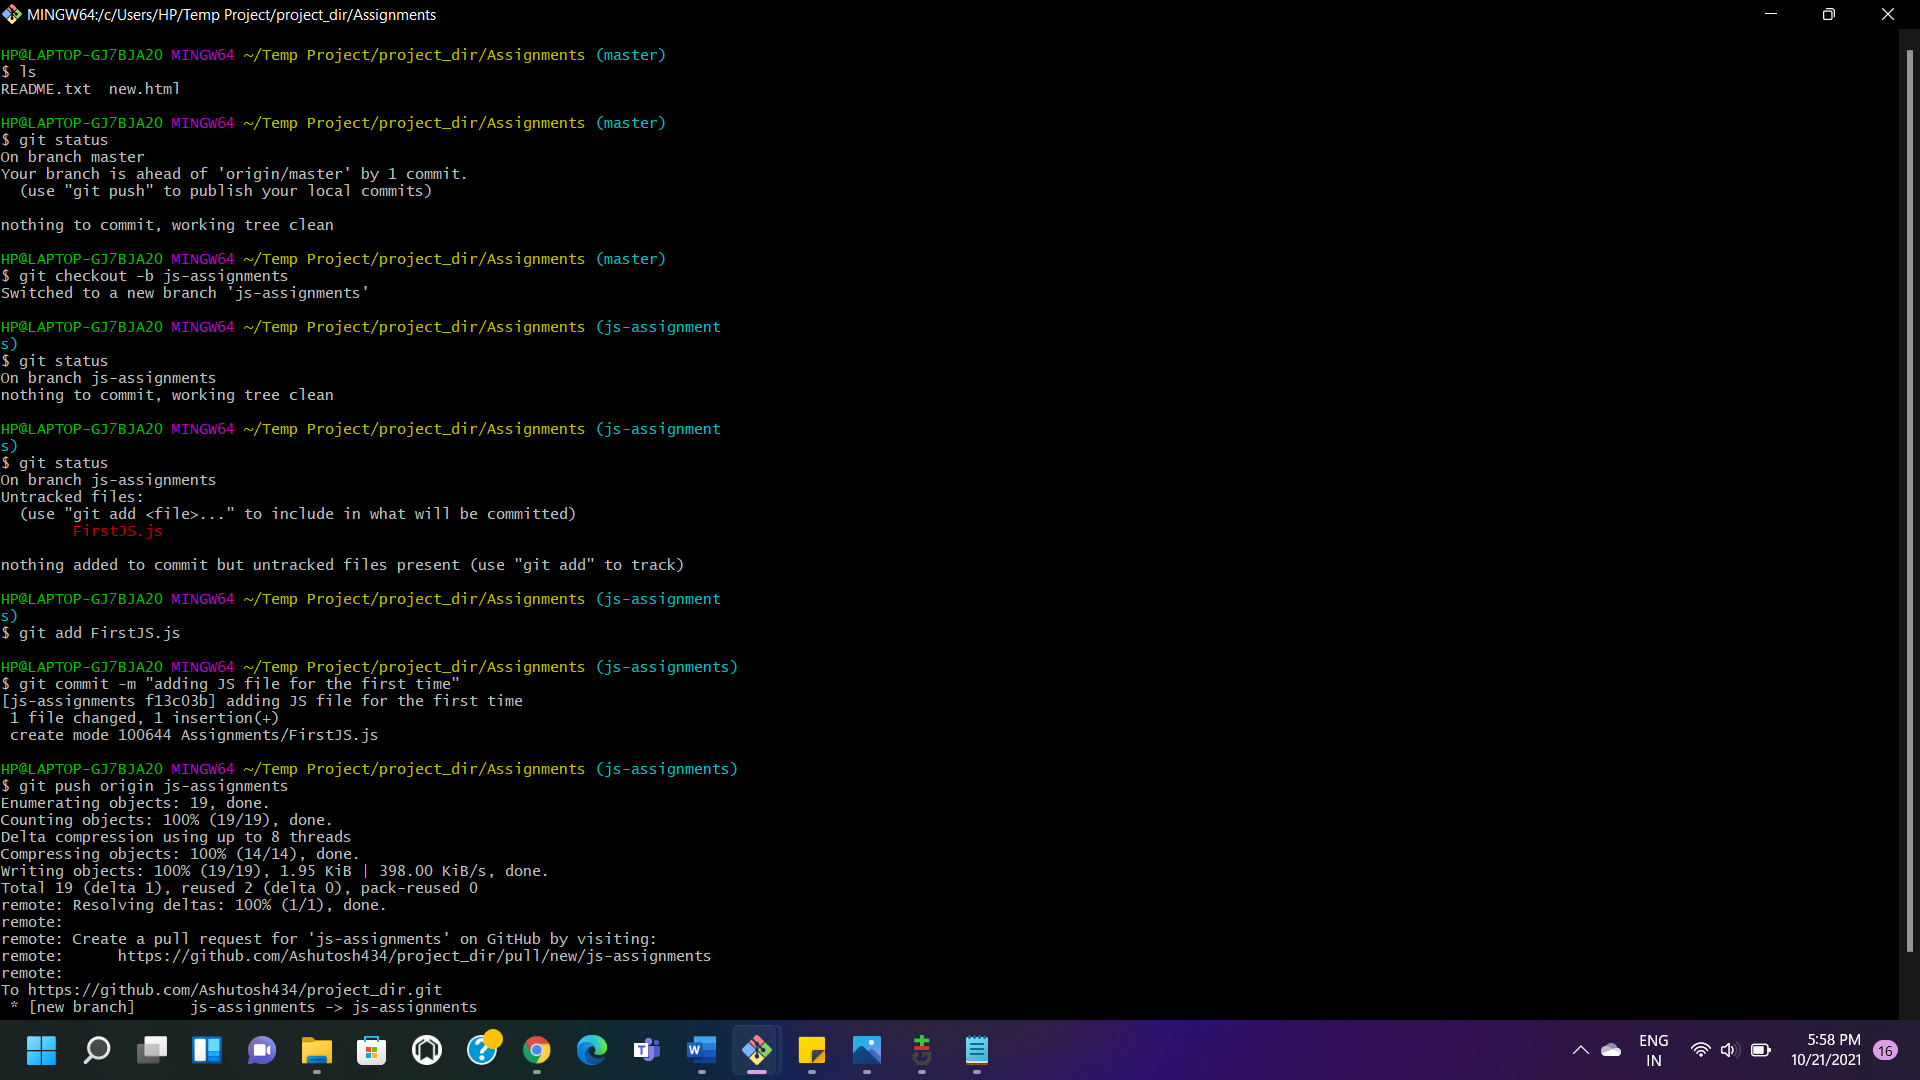 MINGW64:/c/Users/HP/Temp Project/project_dir/Assignments
HP@LAPTOP-GJ7BJA2O MINGW64 ~/Temp Project/project_dir/Assignments (master)
$ ls
README.txt  new.html
HP@LAPTOP-GJ7BJA2O MINGW64 ~/Temp Project/project_dir/Assignments (master)
$ git status
On branch master
Your branch is ahead of 'origin/master' by 1 commit.
  (use "git push" to publish your local commits)
nothing to commit, working tree clean
HP@LAPTOP-GJ7BJA2O MINGW64 ~/Temp Project/project_dir/Assignments (master)
$ git checkout -b js-assignments
Switched to a new branch 'js-assignments'
HP@LAPTOP-GJ7BJA2O MINGW64 ~/Temp Project/project_dir/Assignments (js-assignment
s)
$ git status
On branch js-assignments
nothing to commit, working tree clean
HP@LAPTOP-GJ7BJA2O MINGW64 ~/Temp Project/project_dir/Assignments (js-assignment
s)
$ git status
On branch js-assignments
Untracked files:
  (use "git add <file>..." to include in what will be committed)
        FirstJS.js
nothing added to commit but untracked files present (use "git add" to track)
HP@LAPTOP-GJ7BJA2O MINGW64 ~/Temp Project/project_dir/Assignments (js-assignment
s)
$ git add FirstJS.js
HP@LAPTOP-GJ7BJA2O MINGW64 ~/Temp Project/project_dir/Assignments (js-assignments)
$ git commit -m "adding JS file for the first time"
[js-assignments f13c03b] adding JS file for the first time
 1 file changed, 1 insertion(+)
 create mode 100644 Assignments/FirstJS.js
HP@LAPTOP-GJ7BJA2O MINGW64 ~/Temp Project/project_dir/Assignments (js-assignments)
$ git push origin js-assignments
Enumerating objects: 19, done.
Counting objects: 100% (19/19), done.
Delta compression using up to 8 threads
Compressing objects: 100% (14/14), done.
Writing objects: 100% (19/19), 1.95 KiB | 398.00 KiB/s, done.
Total 19 (delta 1), reused 2 (delta 0), pack-reused 0
remote: Resolving deltas: 100% (1/1), done.
remote:
remote: Create a pull request for 'js-assignments' on GitHub by visiting:
remote:      https://github.com/Ashutosh434/project_dir/pull/new/js-assignments
remote:
To https://github.com/Ashutosh434/project_dir.git
 * [new branch]      js-assignments -> js-assignments
ENG
IN
5:58 PM
10/21/2021
16